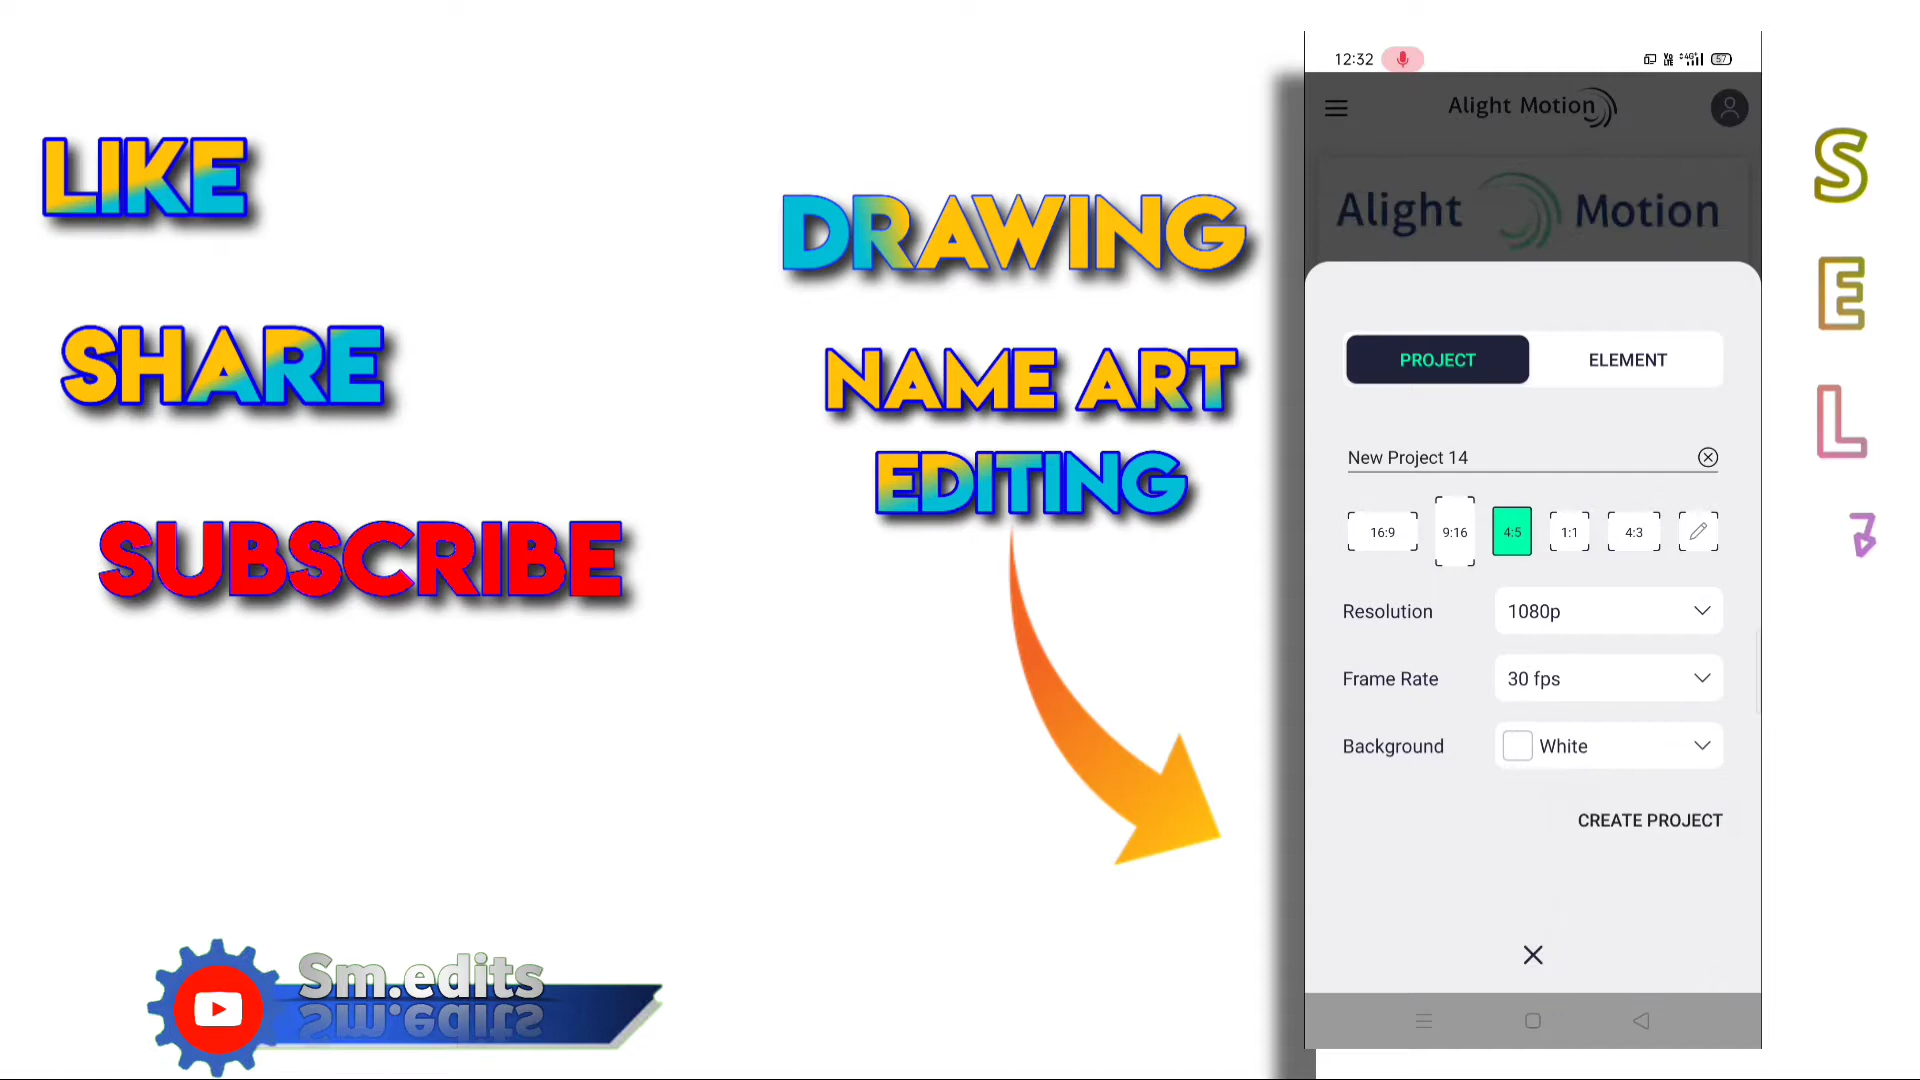 LIKE
SHARE
SUBSCRIBE
Sm.edits
DRAWING
NAME ART
EDITING
12:32
57
Alight Motion
Alight Motion
PROJECT
ELEMENT
New Project 14
16:9
9:16
4:5
1:1
4:3
Resolution
1080p
Frame Rate
30 fps
Background
White
CREATE PROJECT
S
E
L